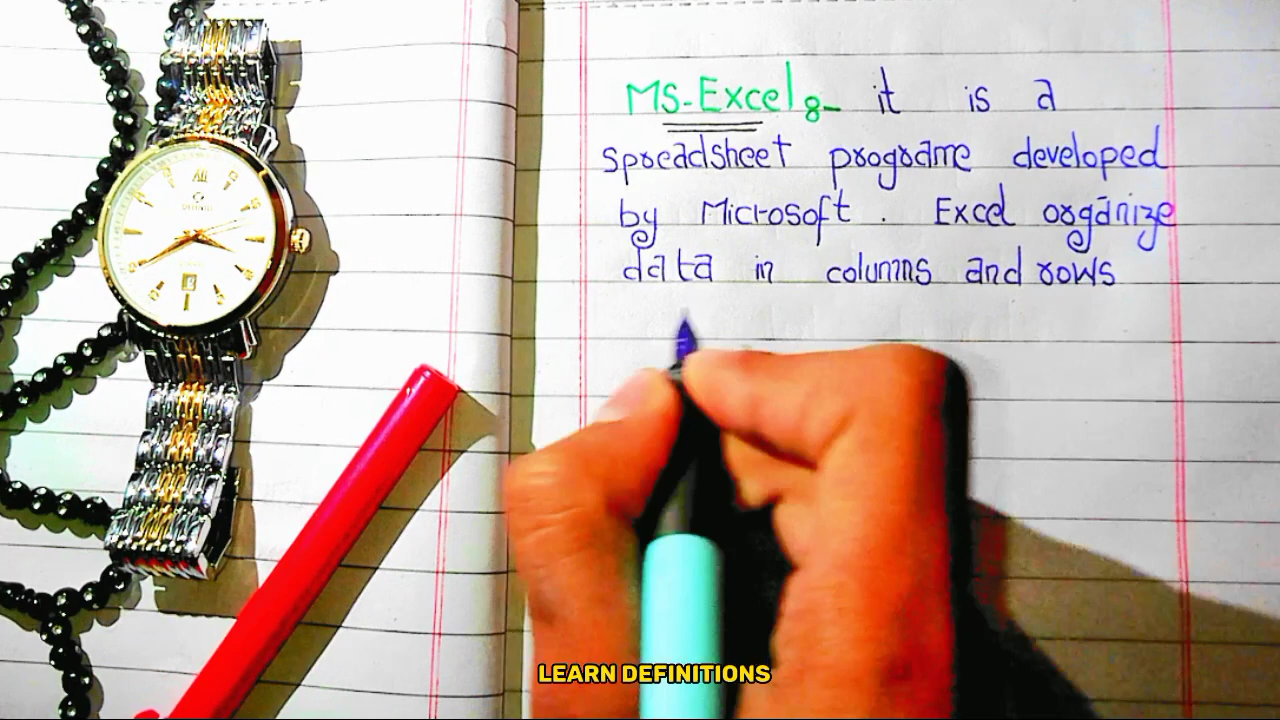 MS-Excel :- it is a
spreadsheet programe developed
by Microsoft. Excel organize
data in columns and rows
LEARN DEFINITIONS